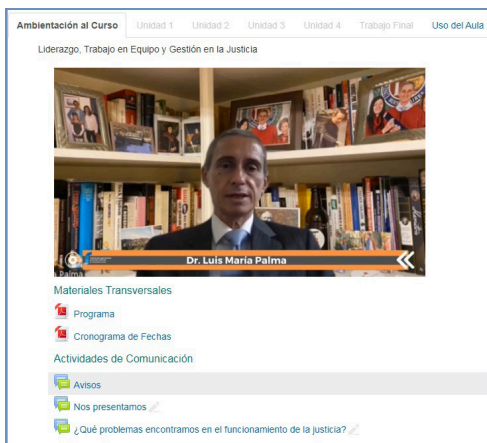 Ambientación al Curso Unidad 1 Unidad 2 Unidad 3 Unidad 4 Trabajo Final Uso del Aula
Liderazgo, Trabajo en Equipo y Gestión en la Justicia
Dr. Luis María Palma
Palma
Materiales Transversales
Programa
Cronograma de Fechas
Actividades de Comunicación
Avisos
Nos presentamos
¿Qué problemas encontramos en el funcionamiento de la justicia?